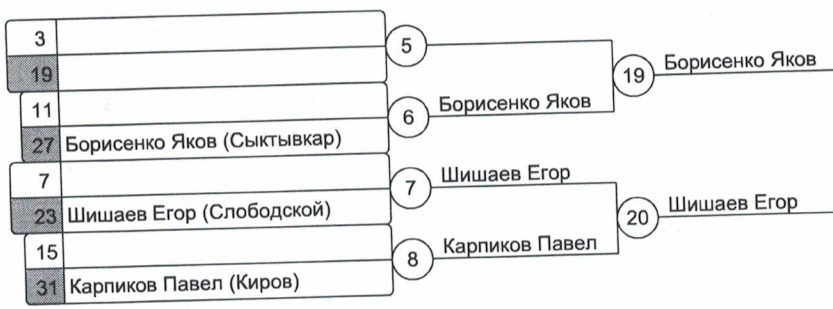 3
5
19
19
Борисенко Яков
11
6
Борисенко Яков
27 Борисенко Яков (Сыктывкар)
7
7
Шишаев Егор
23 Шишаев Егор (Слободской)
20
Шишаев Егор
15
8
Карпиков Павел
31 Карпиков Павел (Киров)